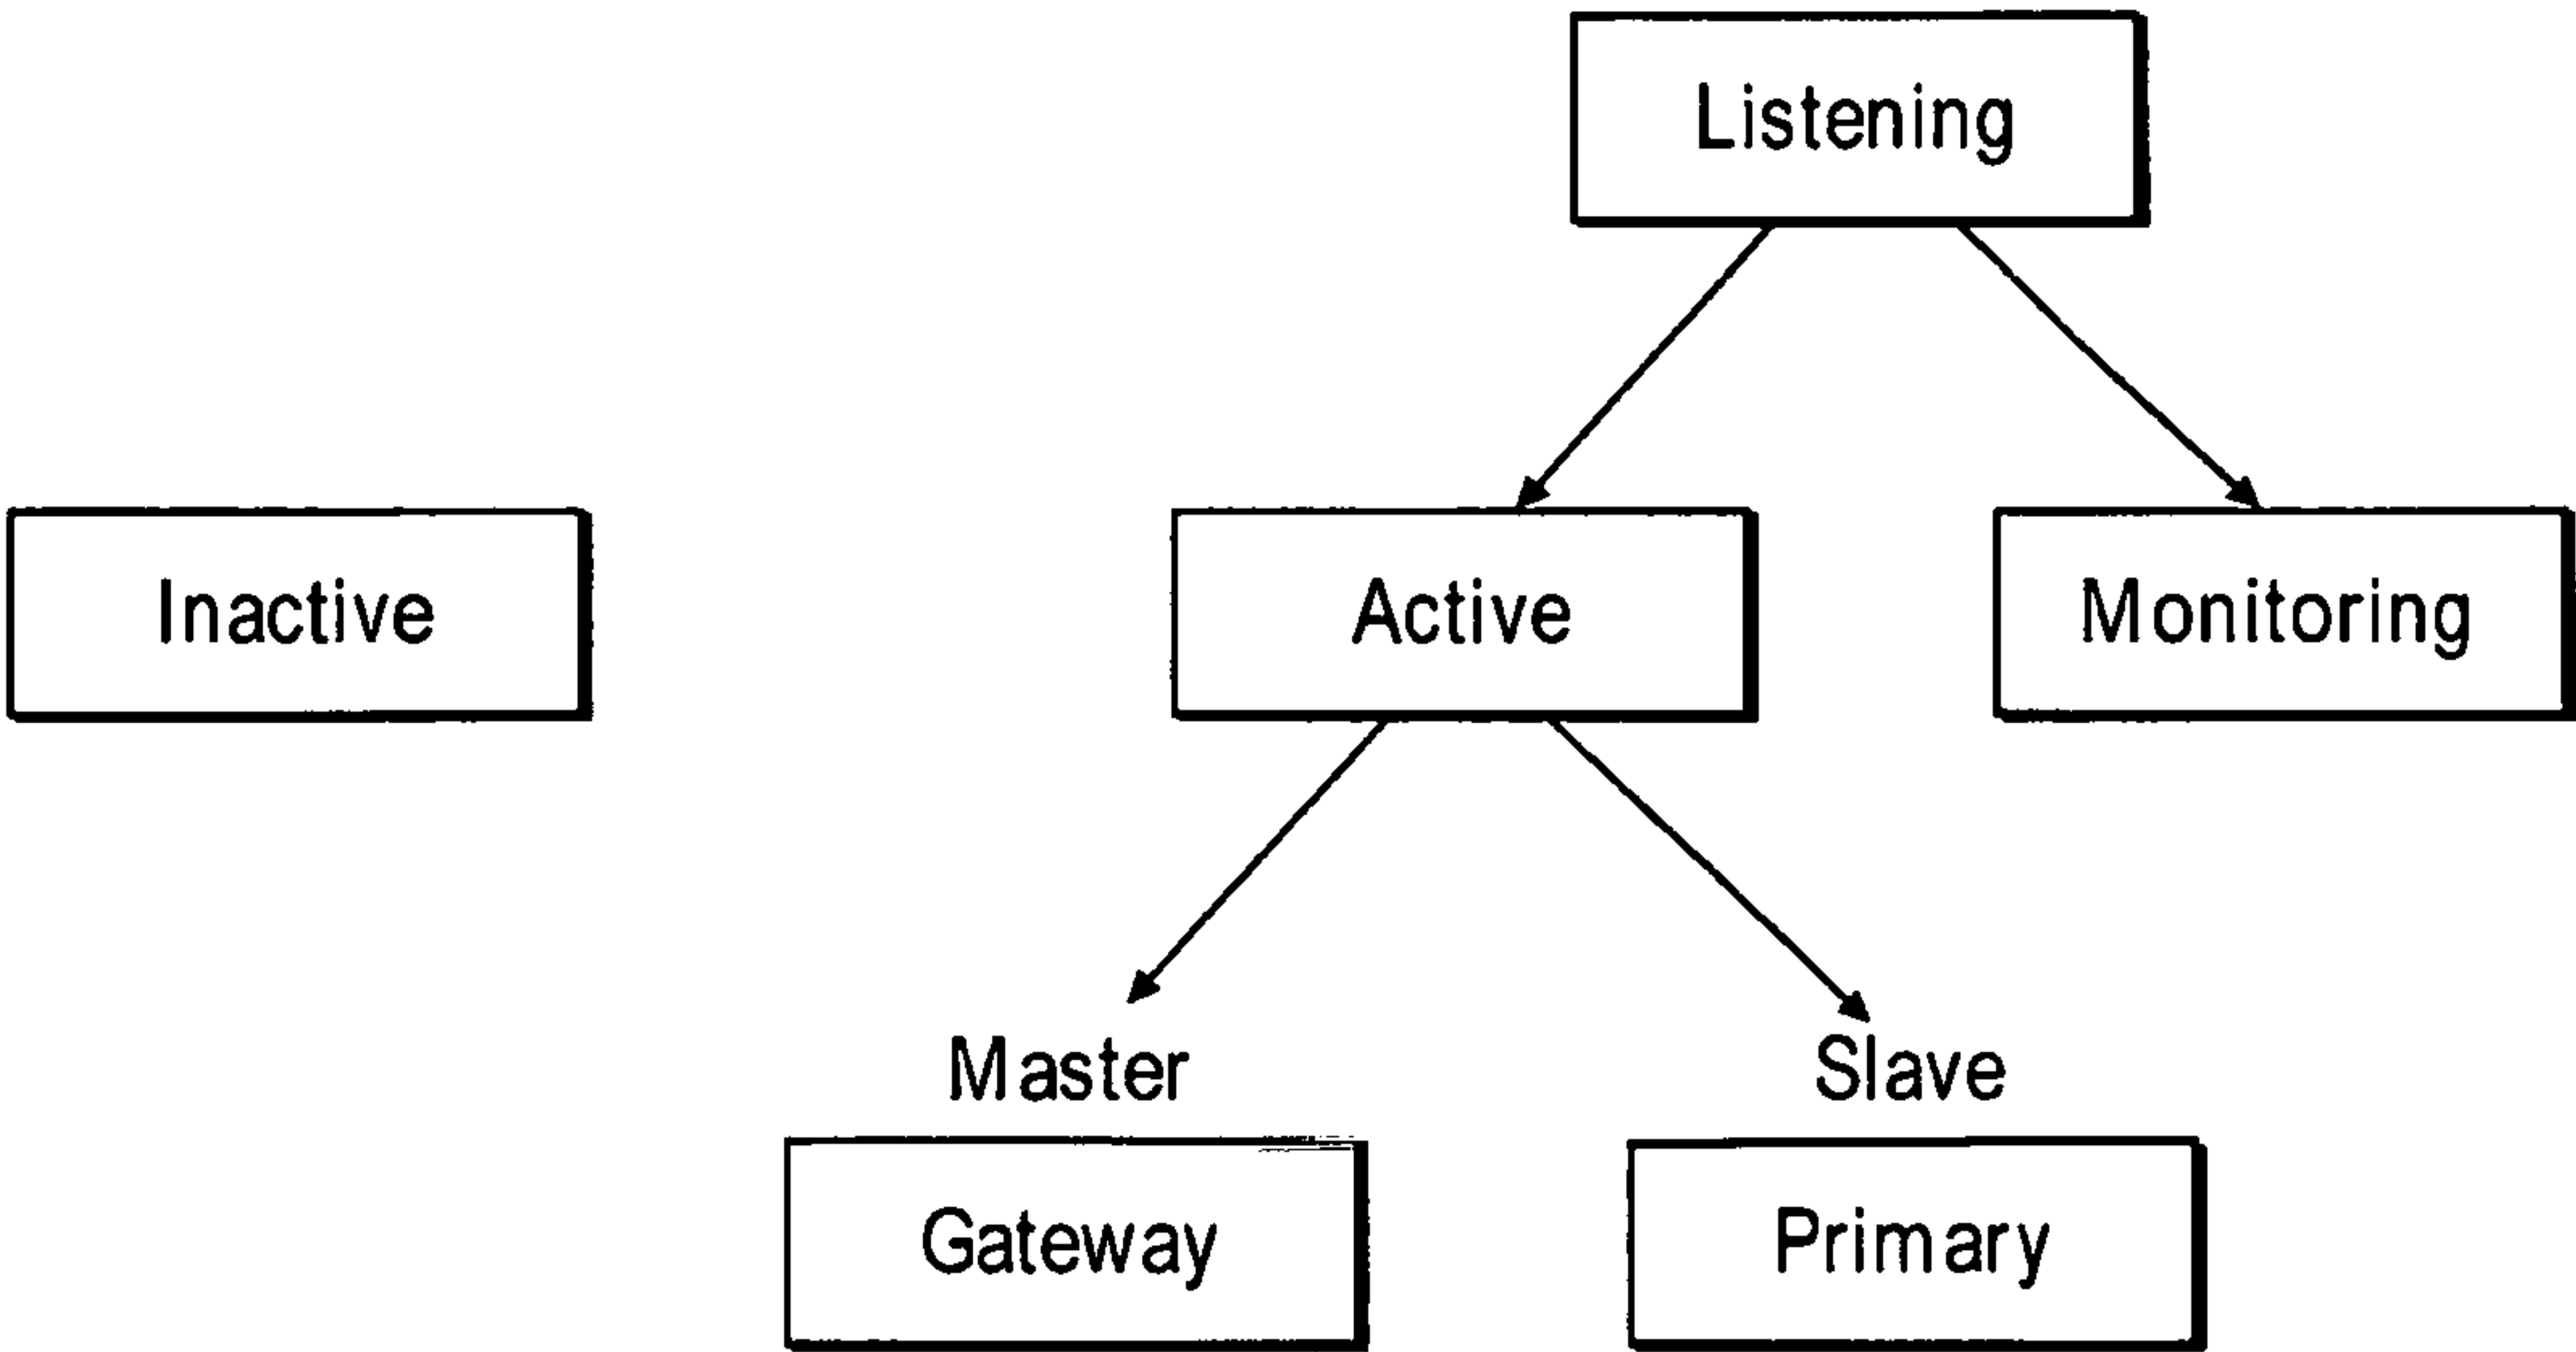 Listening
Inactive
Active
Monitoring
Master
Slave
Gateway
Primary